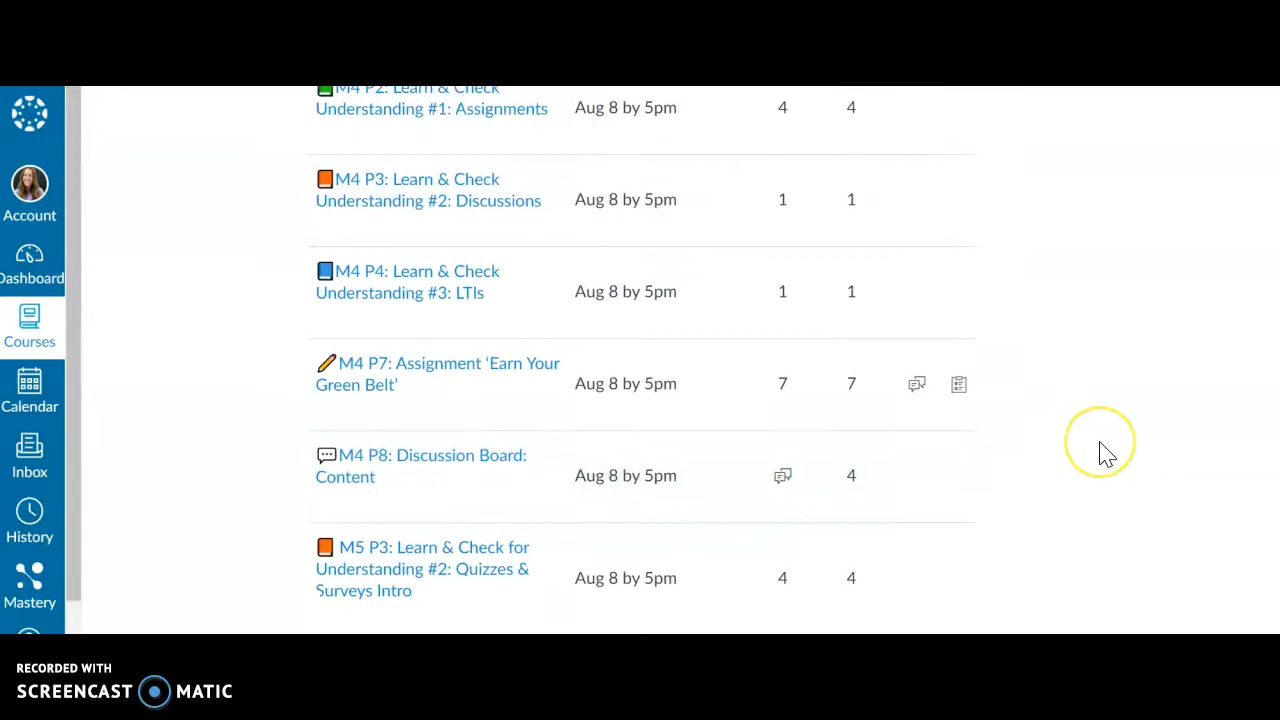 M4 P2: Learn & Check
Understanding #1: Assignments
Aug 8 by 5pm
4
4
M4 P3: Learn & Check
Understanding #2: Discussions
Aug 8 by 5pm
1
1
M4 P4: Learn & Check
Understanding #3: LTIs
Aug 8 by 5pm
1
1
M4 P7: Assignment ‘Earn Your
Green Belt’
Aug 8 by 5pm
7
7
M4 P8: Discussion Board:
Content
Aug 8 by 5pm
4
M5 P3: Learn & Check for
Understanding #2: Quizzes &
Surveys Intro
Aug 8 by 5pm
4
4
Account
Dashboard
Courses
Calendar
Inbox
History
Mastery
RECORDED WITH
SCREENCAST MATIC